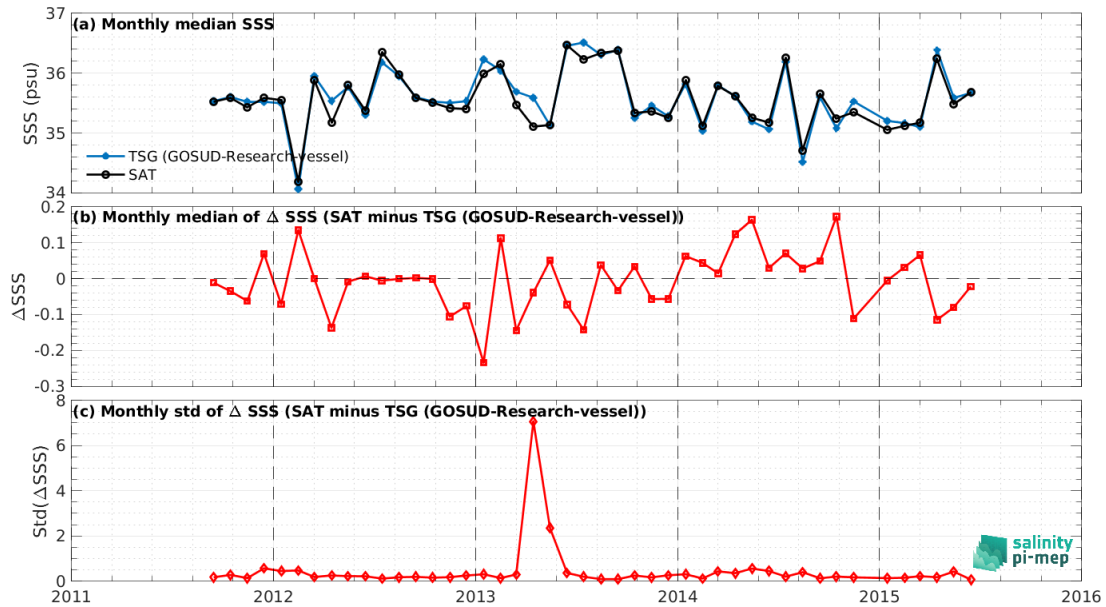 (a) Monthly median SSS
SSS (psu)
37
36
35
34
TSG (GOSUD-Research-vessel)
SAT
(b) Monthly median of Δ SSS (SAT minus TSG (GOSUD-Research-vessel))
ΔSSS
0.2
0.1
0
-0.1
-0.2
-0.3
(c) Monthly std of Δ SSS (SAT minus TSG (GOSUD-Research-vessel))
Std(ΔSSS)
8
6
4
2
0
salinity
pi-mep
2011 2012 2013 2014 2015 2016